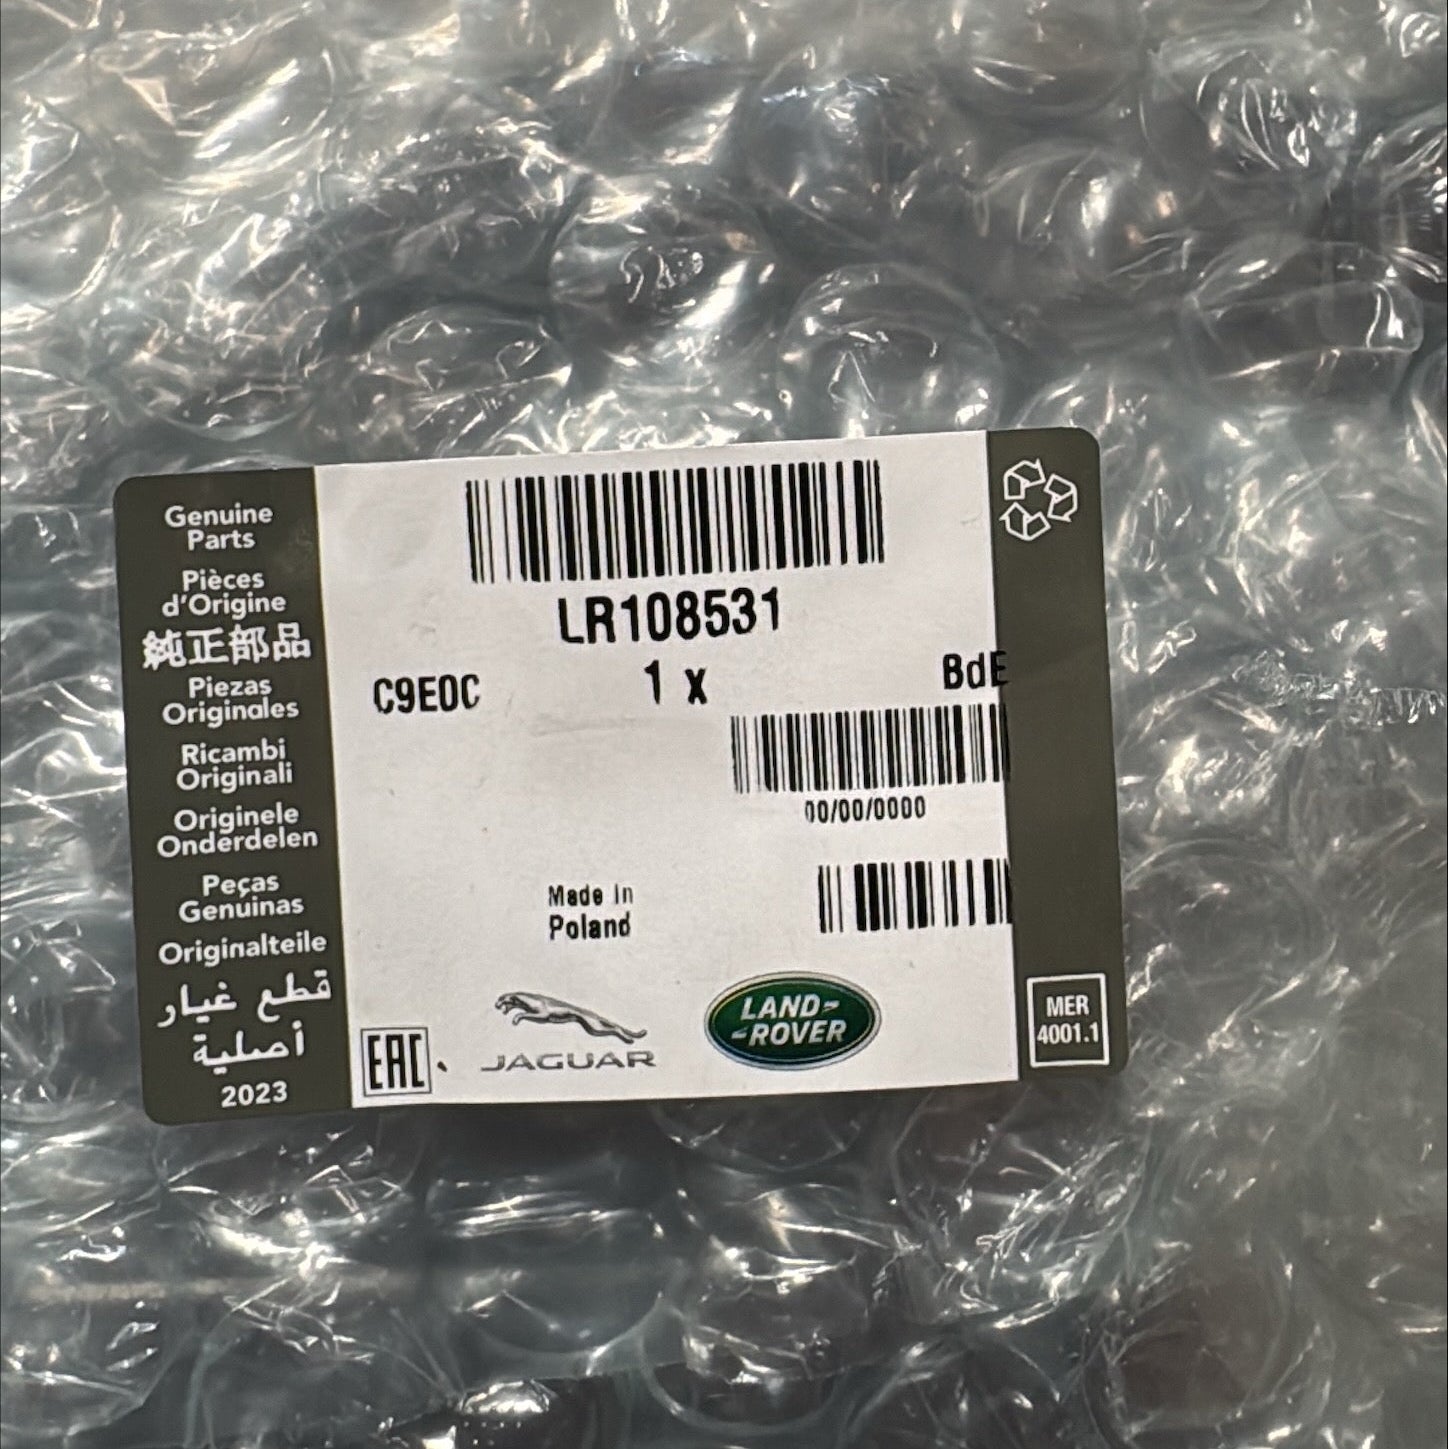 Genuine
Parts
Pièces
d'Origine
純正部品
Piezas
Originales
Ricambi
Originali
Originele
Onderdelen
Peças
Genuinas
Originalteile
قطع غيار
أصلية
2023
LR108531
C9E0C 1 x BdE
00/00/0000
Made in
Poland
EAC
JAGUAR
LAND
ROVER
MER
4001.1